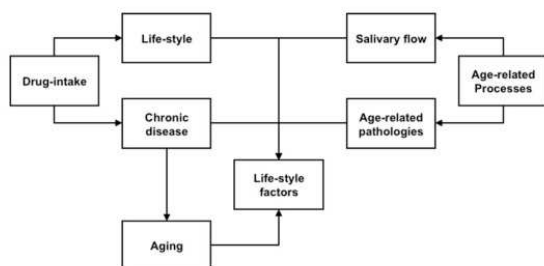 Life-style
Salivary flow
Drug-intake
Age-related
Processes
Chronic
disease
Age-related
pathologies
Life-style
factors
Aging